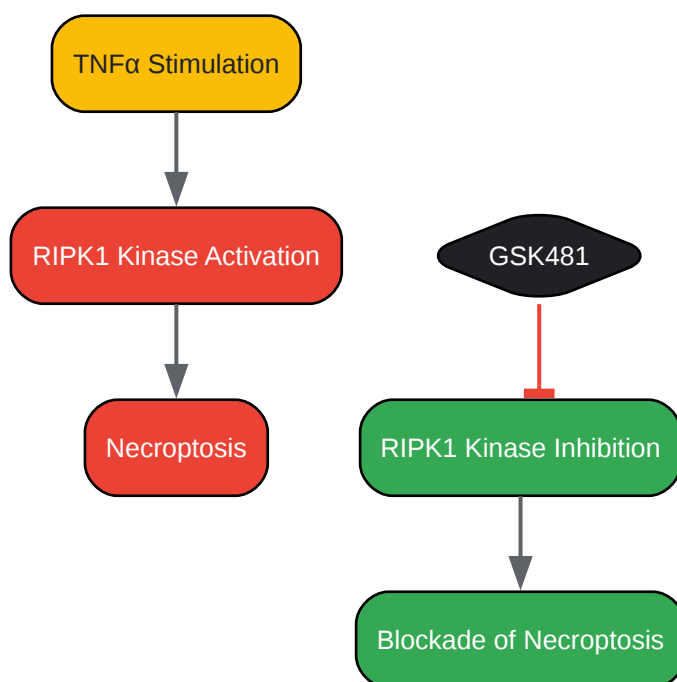 TNFα Stimulation
RIPK1 Kinase Activation
GSK481
Necroptosis
RIPK1 Kinase Inhibition
Blockade of Necroptosis